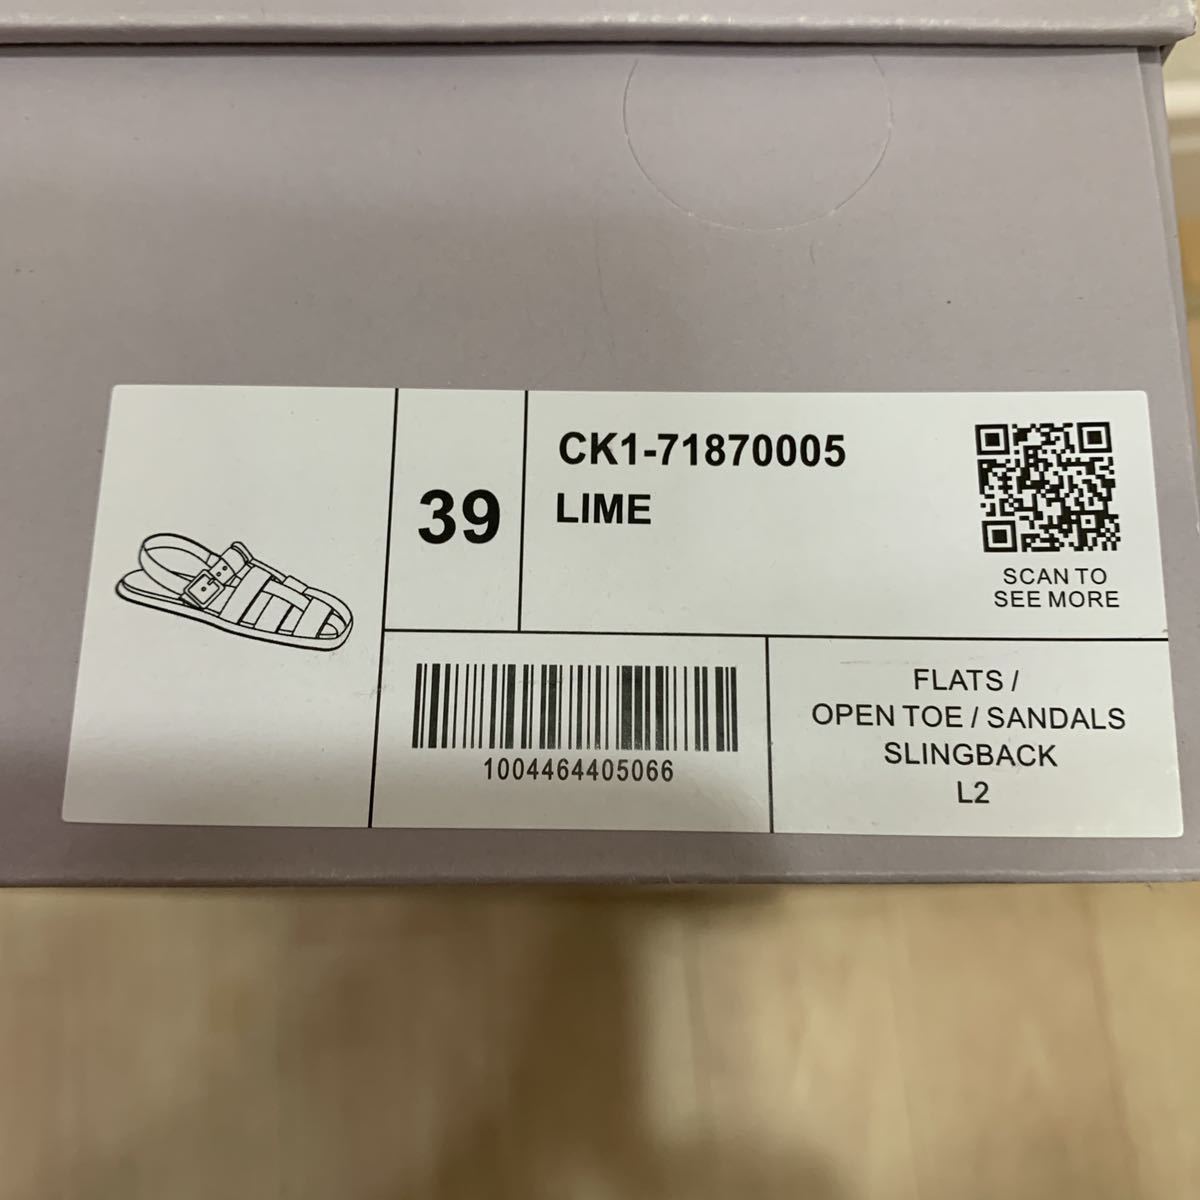 39
CK1-71870005
LIME
SCAN TO
SEE MORE
1004464405066
FLATS /
OPEN TOE / SANDALS
SLINGBACK
L2